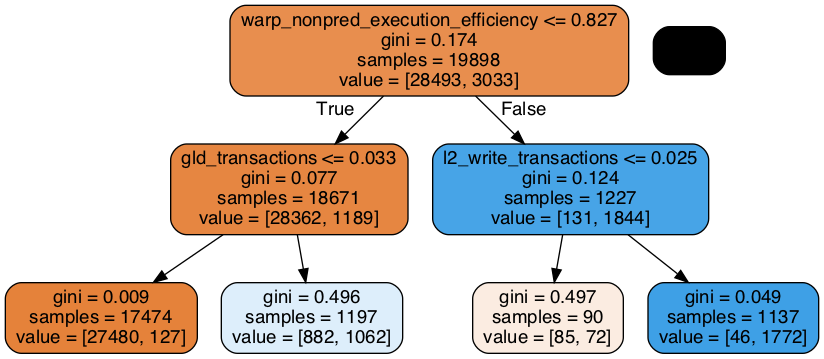 warp_nonpred_execution_efficiency <= 0.827
gini = 0.174
samples = 19898
value = [28493, 3033]
True
False
gld_transactions <= 0.033
gini = 0.077
samples = 18671
value = [28362, 1189]
l2_write_transactions <= 0.025
gini = 0.124
samples = 1227
value = [131, 1844]
gini = 0.009
samples = 17474
value = [27480, 127]
gini = 0.496
samples = 1197
value = [882, 1062]
gini = 0.497
samples = 90
value = [85, 72]
gini = 0.049
samples = 1137
value = [46, 1772]